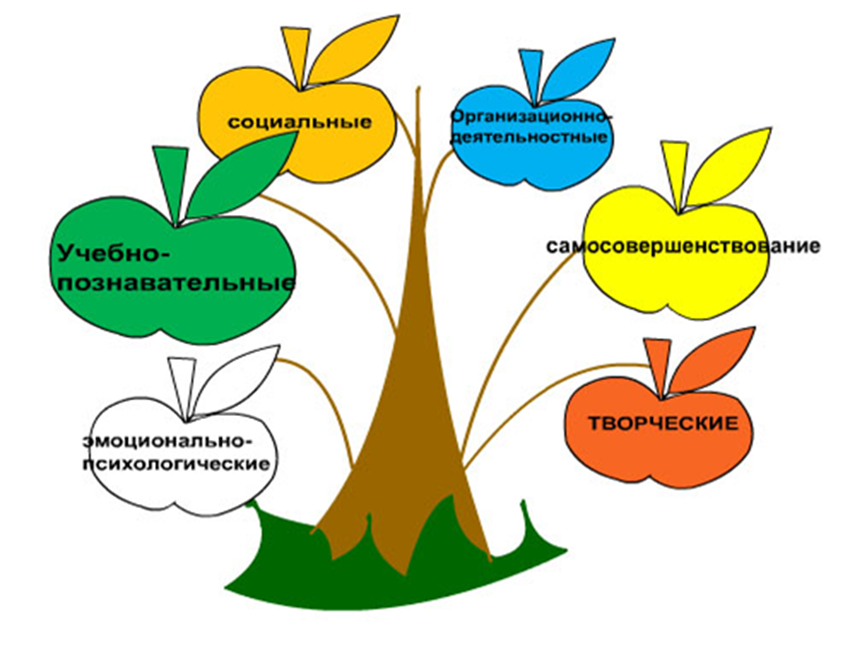 социальные
Организационно-
деятельностные
Учебно-
познавательные
самосовершенствование
эмоционально-
психологические
ТВОРЧЕСКИЕ